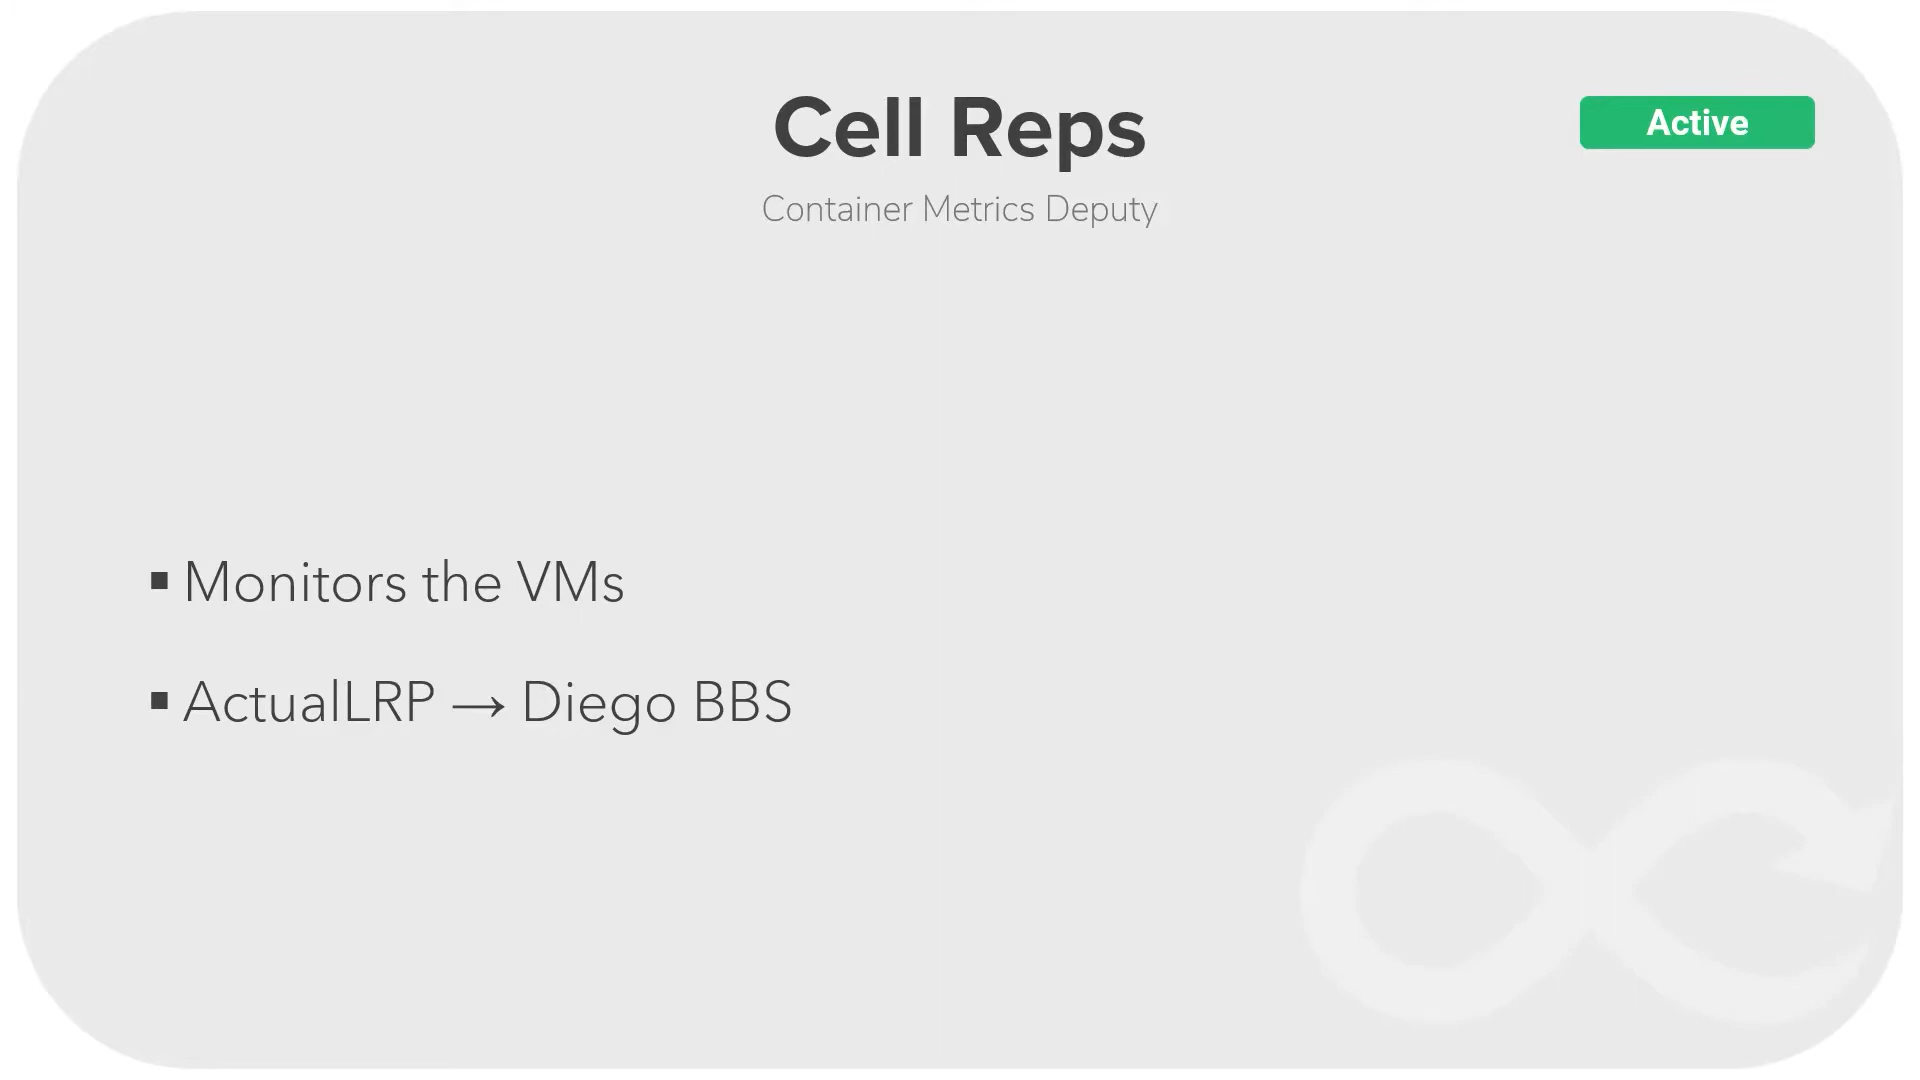 Cell Reps
Active
Container Metrics Deputy
▪ Monitors the VMs
▪ ActualLRP → Diego BBS